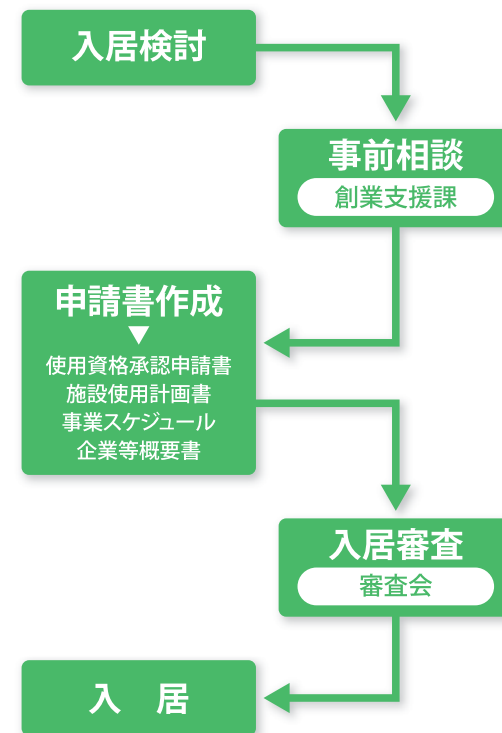 入居検討
事前相談
創業支援課
申請書作成
使用資格承認申請書
施設使用計画書
事業スケジュール
企業等概要書
入居審査
審査会
入　居